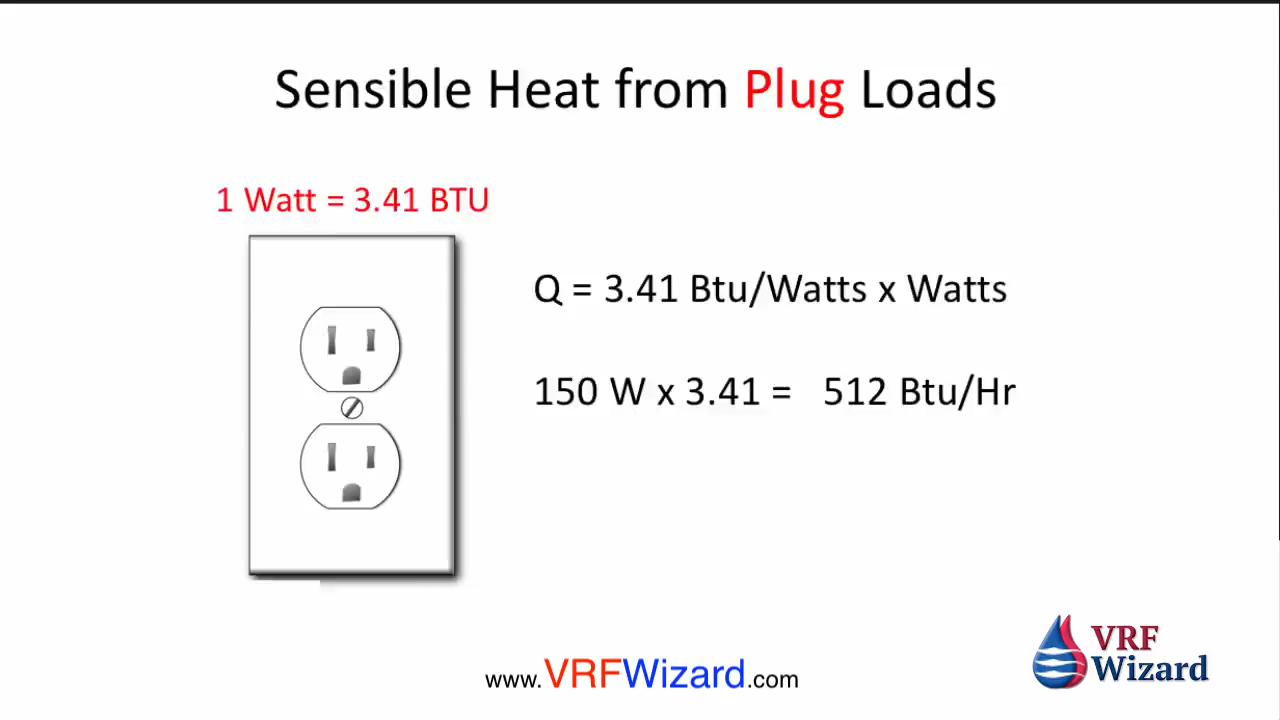 Sensible Heat from Plug Loads
1 Watt = 3.41 BTU
Q = 3.41 Btu/Watts x Watts
150 W x 3.41 = 512 Btu/Hr
VRF
Wizard
www.VRFWizard.com